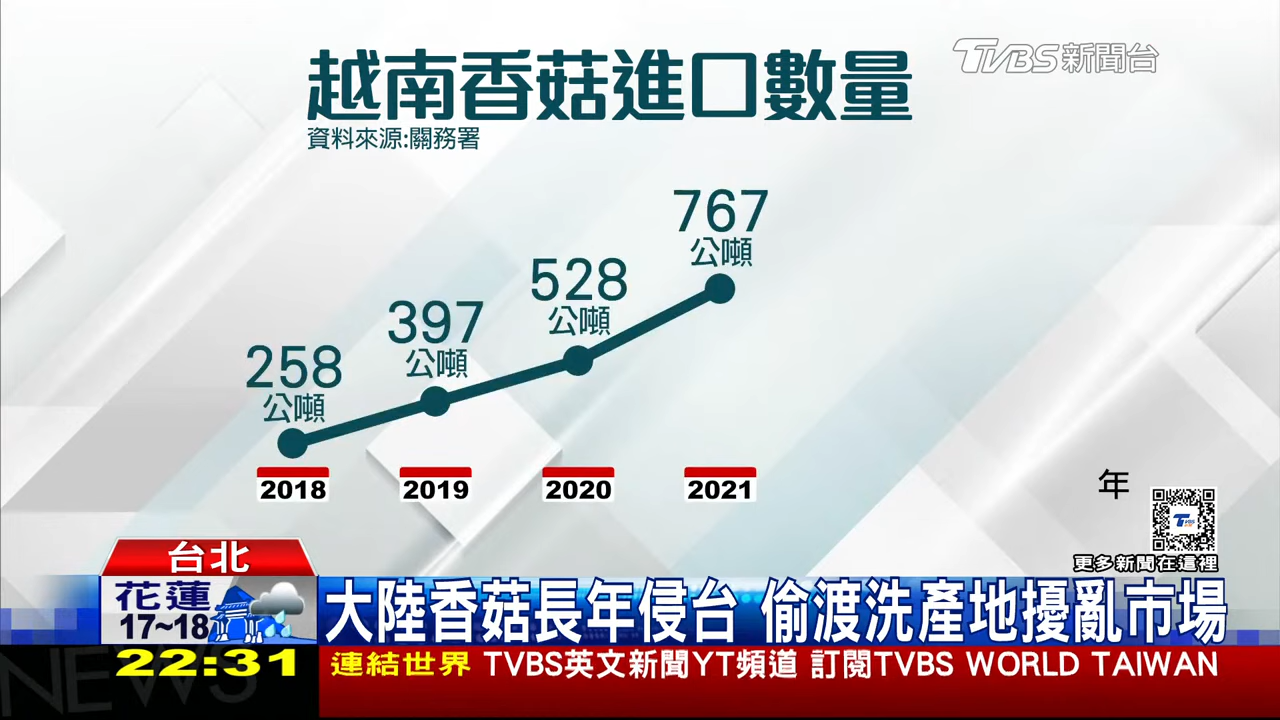 越南香菇進口數量
TVBS新聞台
資料來源:關務署
258
公噸
397
公噸
528
公噸
767
公噸
2018
2019
2020
2021
年
TVBS
更多新聞在這裡
台北
花蓮
17~18
大陸香菇長年侵台 偷渡洗產地擾亂市場
22:31
連結世界 TVBS英文新聞YT頻道 訂閱TVBS WORLD TAIWAN
NEWS